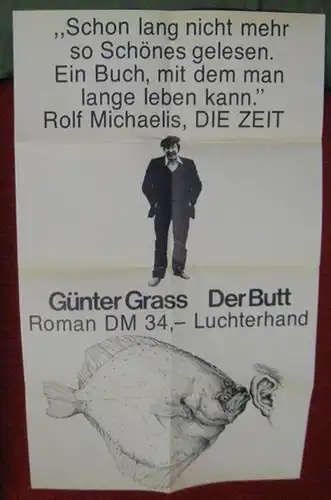 „Schon lang nicht mehr
so Schönes gelesen.
Ein Buch, mit dem man
lange leben kann.”
Rolf Michaelis, DIE ZEIT
Günter Grass Der Butt
Roman DM 34,– Luchterhand